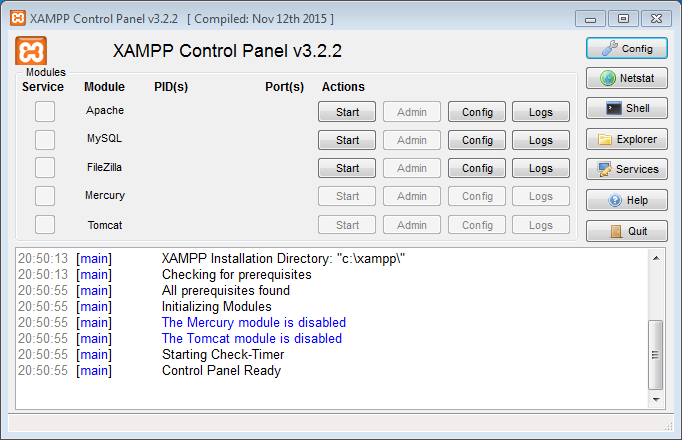 XAMPP Control Panel v3.2.2 [ Compiled: Nov 12th 2015 ]
XAMPP Control Panel v3.2.2
Config
Modules
Service Module PID(s) Port(s) Actions
Netstat
Apache Start Admin Config Logs
Shell
MySQL Start Admin Config Logs
Explorer
FileZilla Start Admin Config Logs
Services
Mercury Start Admin Config Logs
Help
Tomcat Start Admin Config Logs
Quit
20:50:13 [main] XAMPP Installation Directory: "c:\xampp\"
20:50:13 [main] Checking for prerequisites
20:50:55 [main] All prerequisites found
20:50:55 [main] Initializing Modules
20:50:55 [main] The Mercury module is disabled
20:50:55 [main] The Tomcat module is disabled
20:50:55 [main] Starting Check-Timer
20:50:55 [main] Control Panel Ready